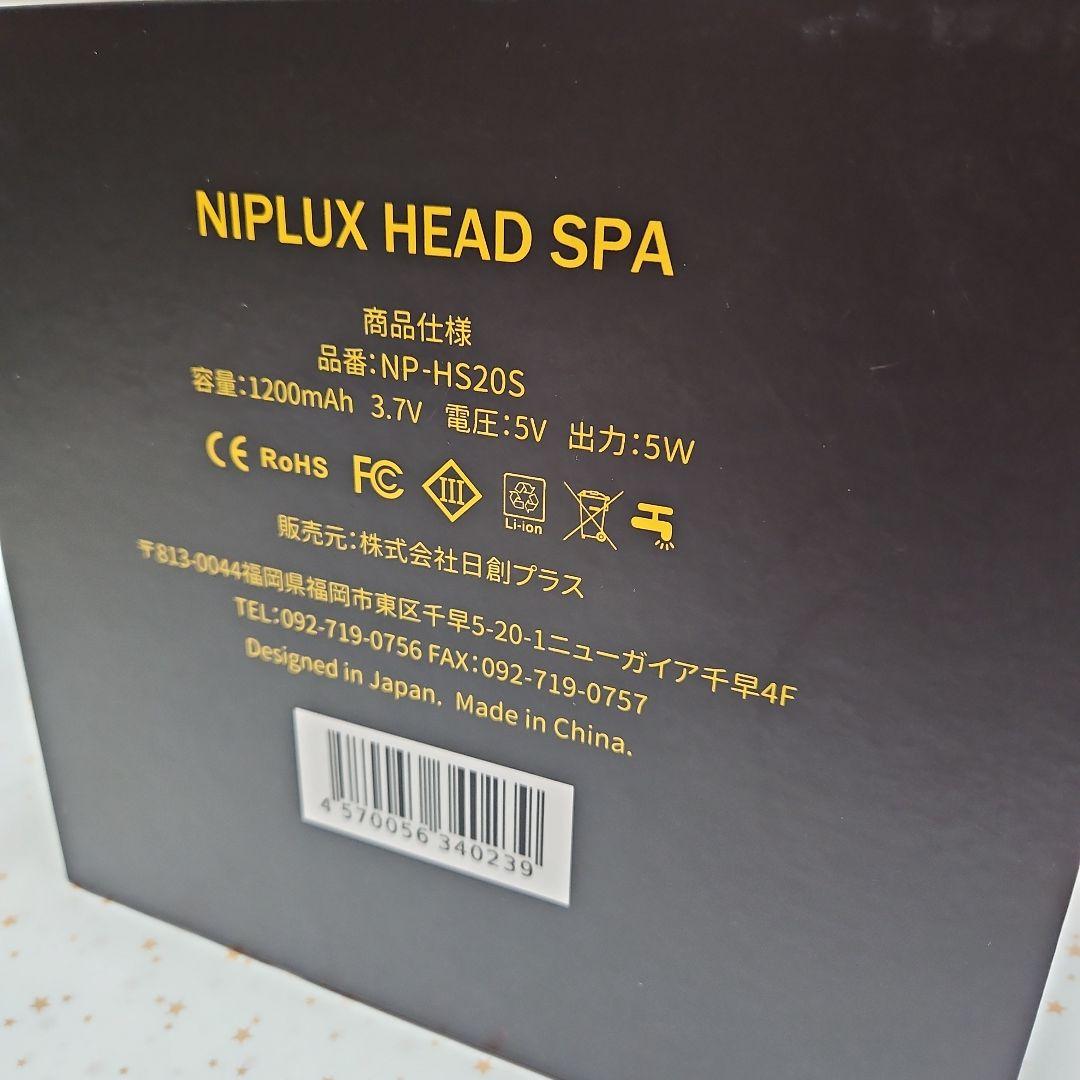 NIPLUX HEAD SPA
商品仕様
品番:NP-HS20S
容量:1200mAh 3.7V 電圧:5V 出力:5W
CE RoHS FC III Li-ion
販売元:株式会社日創プラス
〒813-0044福岡県福岡市東区千早5-20-1ニューガイア千早4F
TEL:092-719-0756 FAX:092-719-0757
Designed in Japan. Made in China.
4 570056 340239